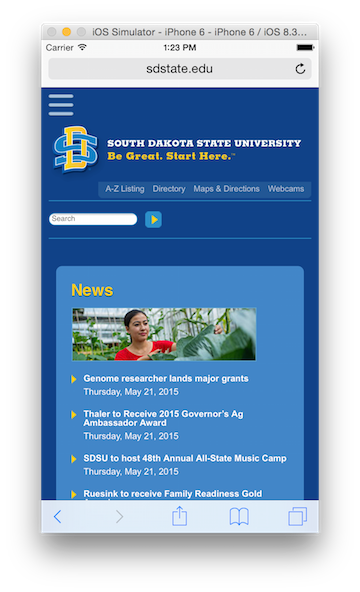 iOS Simulator - iPhone 6 - iPhone 6 / iOS 8.3...
Carrier
1:23 PM
sdstate.edu
SOUTH DAKOTA STATE UNIVERSITY
Be Great. Start Here.™
A-Z Listing Directory Maps & Directions Webcams
Search
News
Genome researcher lands major grants
Thursday, May 21, 2015
Thaler to Receive 2015 Governor's Ag
Ambassador Award
Thursday, May 21, 2015
SDSU to host 48th Annual All-State Music Camp
Thursday, May 21, 2015
Ruesink to receive Family Readiness Gold